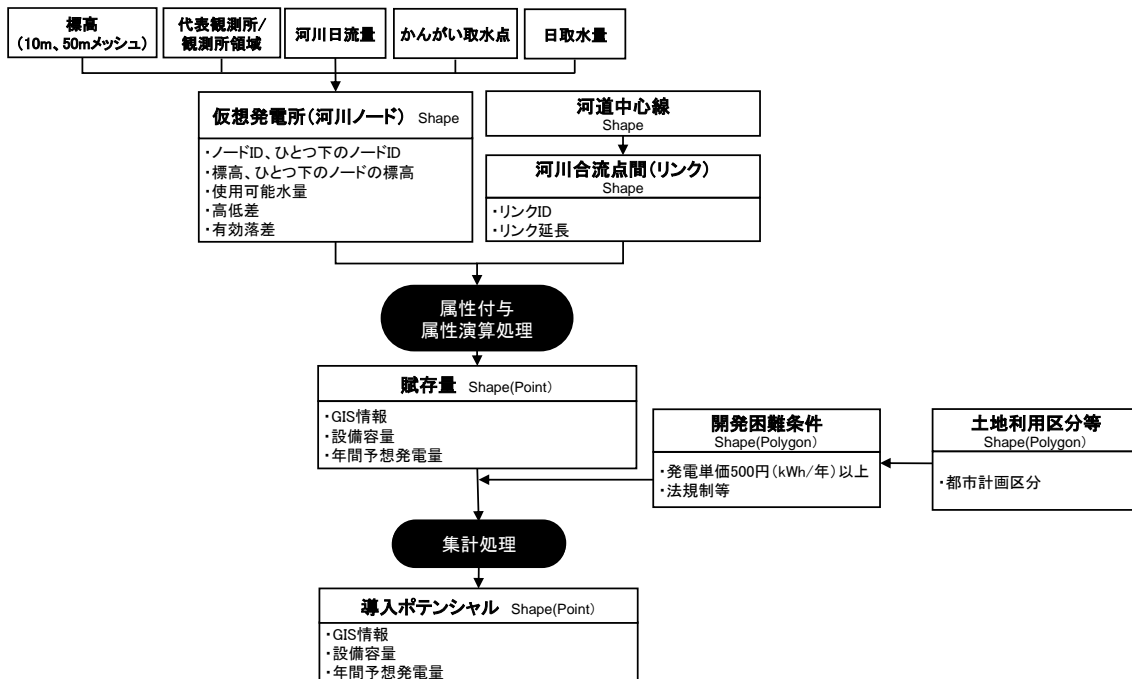 標高
(10m、50mメッシュ)
代表観測所/
観測所領域
河川日流量
かんがい取水点
日取水量
仮想発電所(河川ノード) Shape
・ノードID、ひとつ下のノードID
・標高、ひとつ下のノードの標高
・使用可能水量
・高低差
・有効落差
河道中心線
Shape
河川合流点間(リンク)
Shape
・リンクID
・リンク延長
属性付与
属性演算処理
賦存量 Shape(Point)
・GIS情報
・設備容量
・年間予想発電量
開発困難条件
Shape(Polygon)
・発電単価500円(kWh/年)以上
・法規制等
土地利用区分等
Shape(Polygon)
・都市計画区分
集計処理
導入ポテンシャル Shape(Point)
・GIS情報
・設備容量
・年間予想発電量